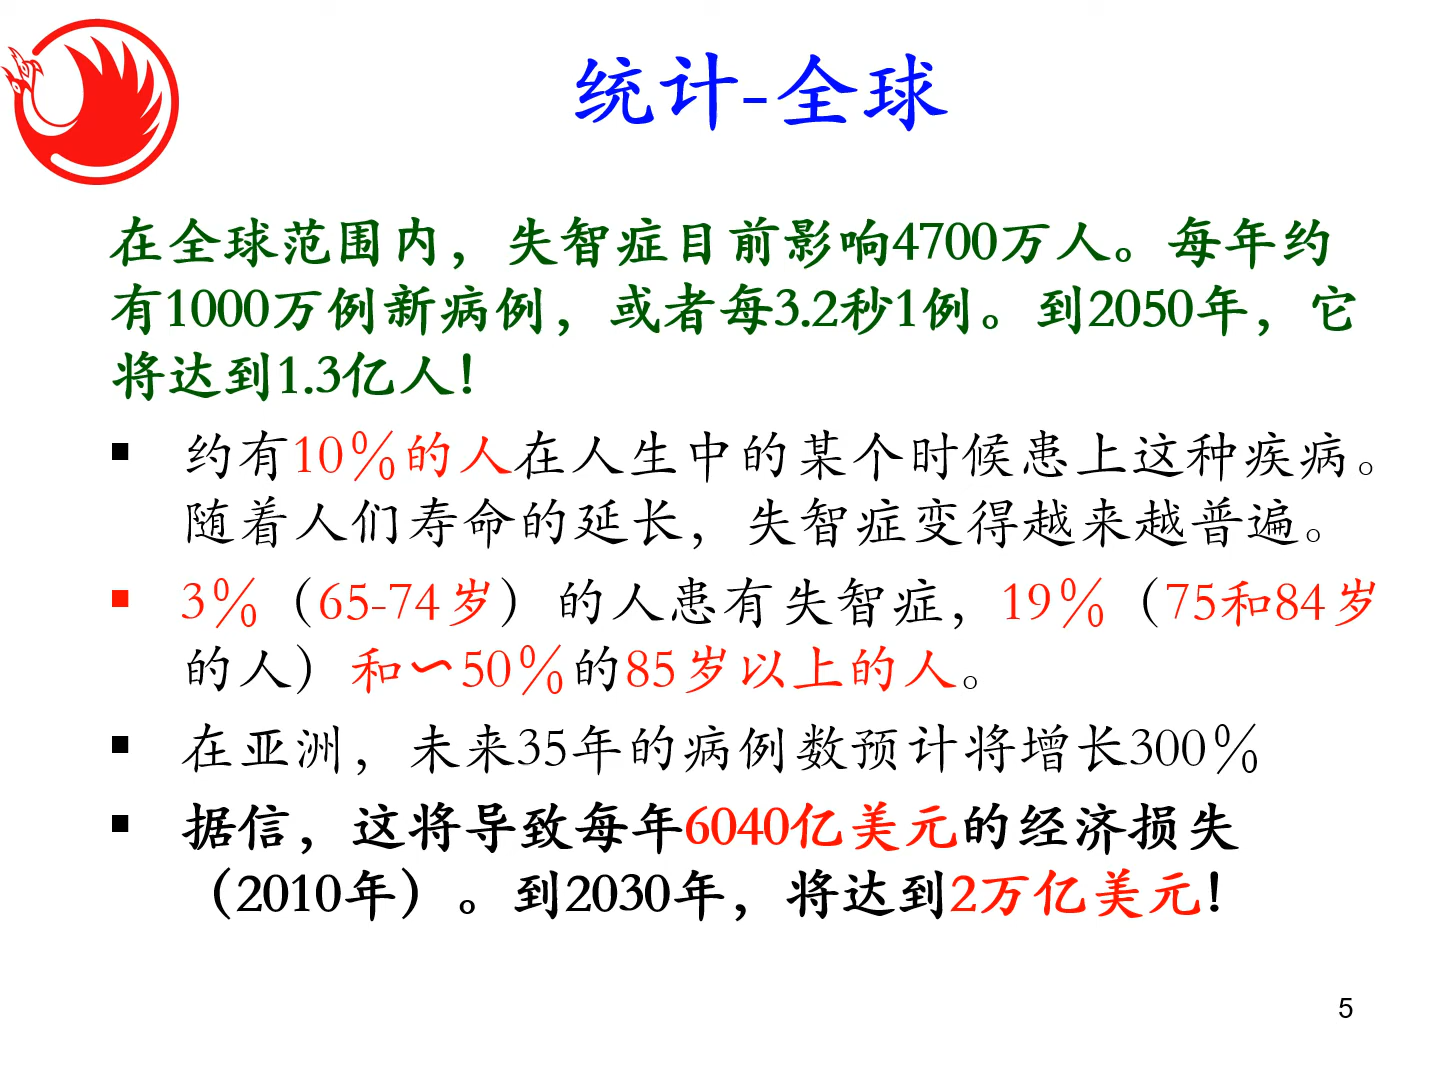 统计-全球
在全球范围内，失智症目前影响4700万人。每年约
有1000万例新病例，或者每3.2秒1例。到2050年，它
将达到1.3亿人！
▪ 约有10％的人在人生中的某个时候患上这种疾病。
随着人们寿命的延长，失智症变得越来越普遍。
▪ 3％（65-74岁）的人患有失智症，19％（75和84岁
的人）和〜50％的85岁以上的人。
▪ 在亚洲，未来35年的病例数预计将增长300％
▪ 据信，这将导致每年6040亿美元的经济损失
（2010年）。到2030年，将达到2万亿美元！
5